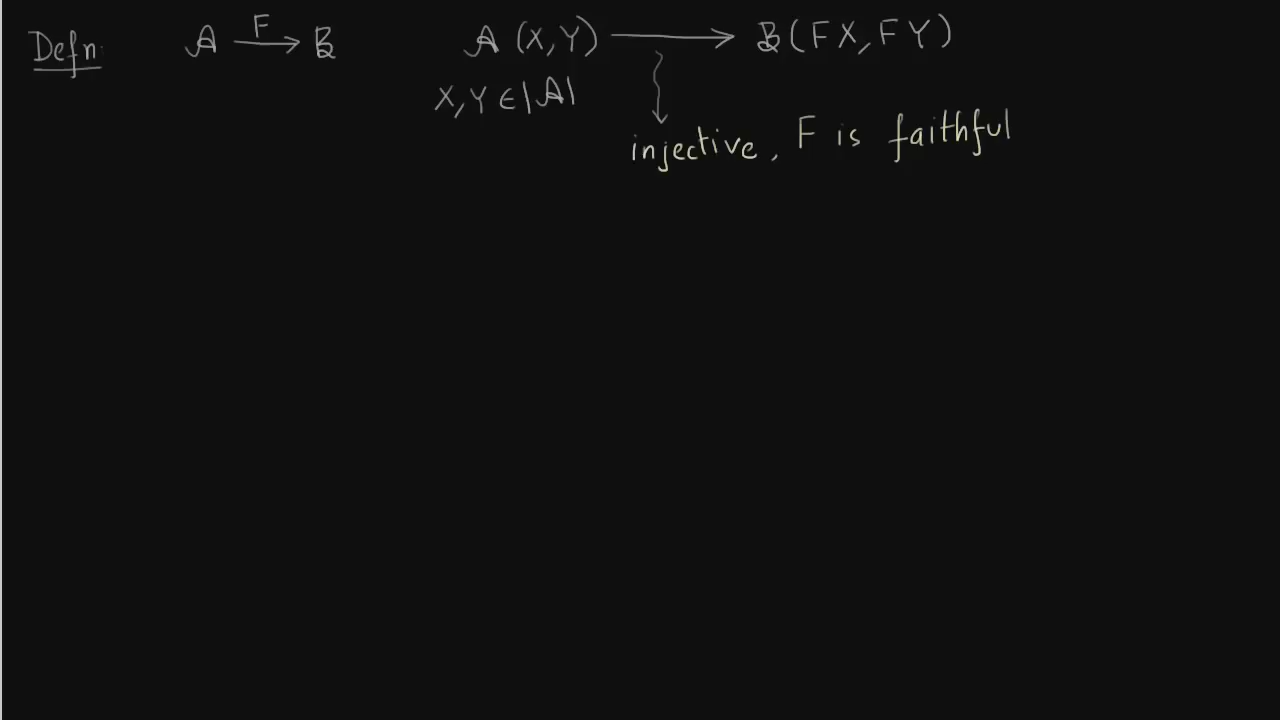 Defn: 𝒜 —F→ ℬ 𝒜 (X,Y) ⟶ ℬ(FX, FY)
X,Y ∈ |𝒜|
injective, F is faithful